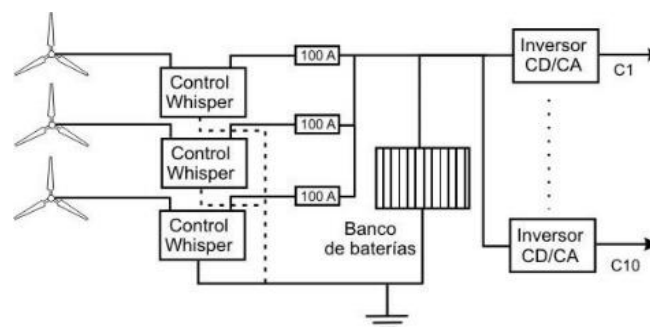 Control
Whisper
Control
Whisper
Control
Whisper
100 A
100 A
100 A
Banco
de baterías
Inversor
CD/CA
C1
Inversor
CD/CA
C10